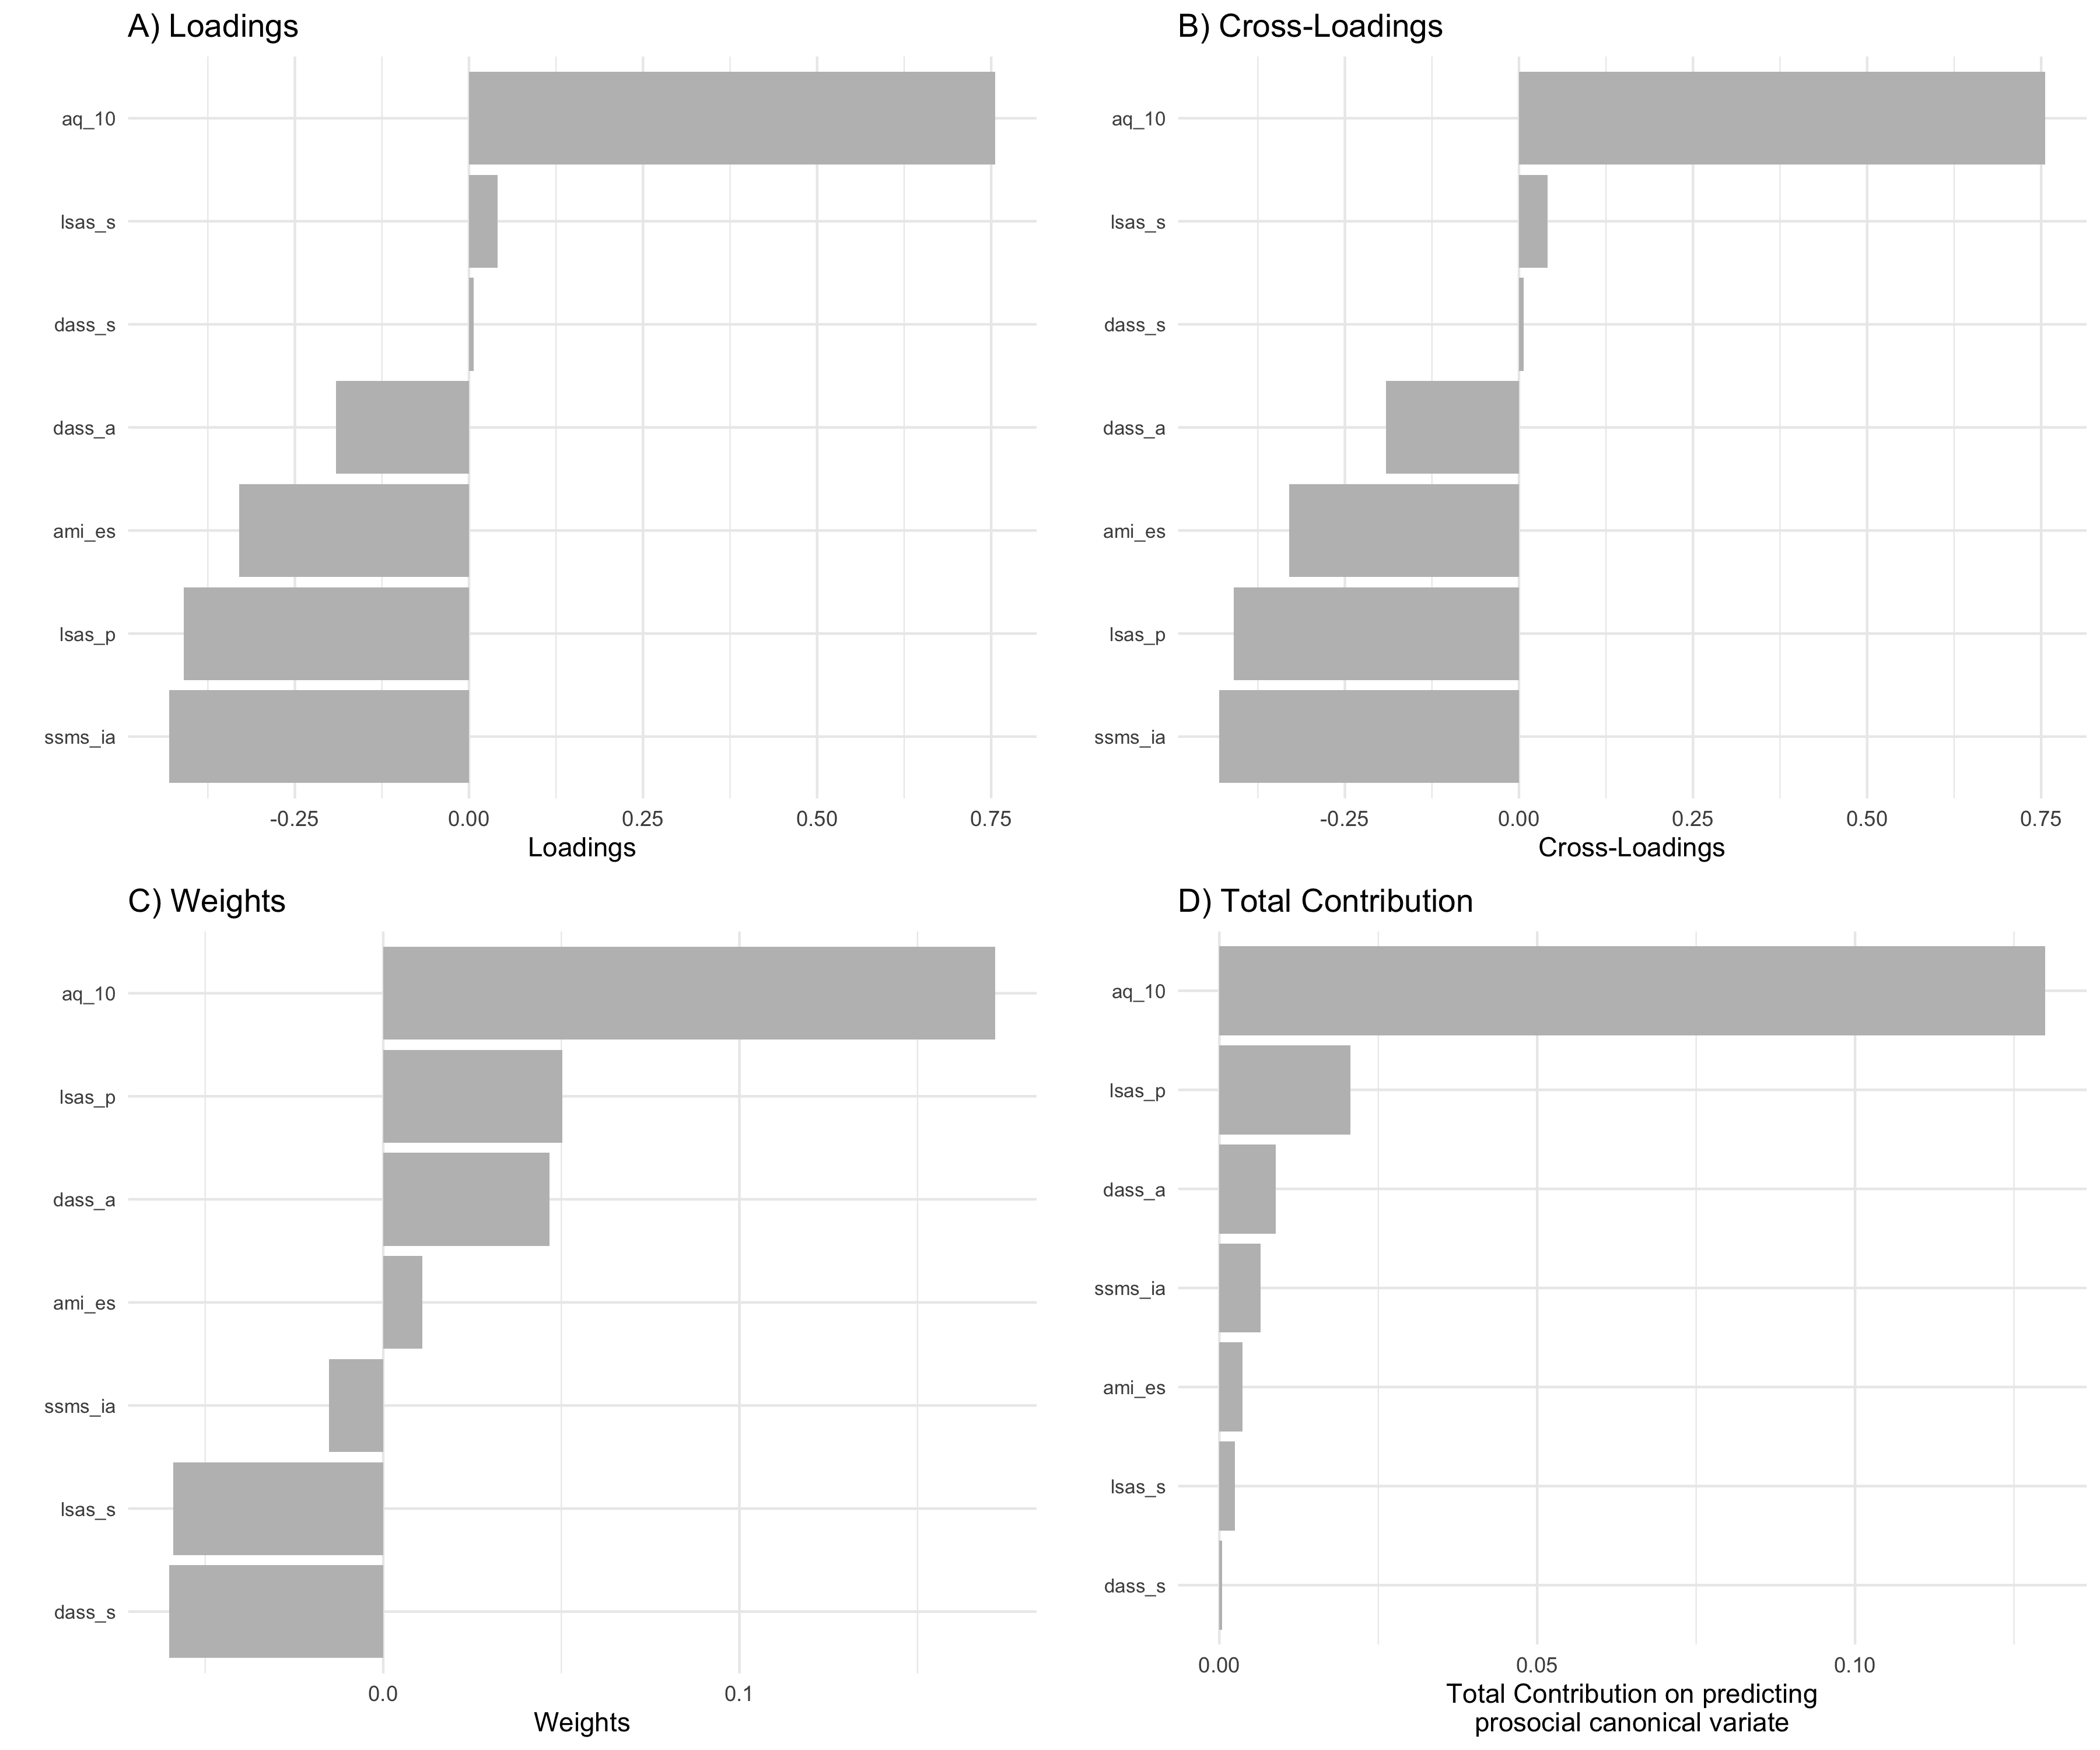 A) Loadings
aq_10
lsas_s
dass_s
dass_a
ami_es
lsas_p
ssms_ia
-0.25 0.00 0.25 0.50 0.75
Loadings
B) Cross-Loadings
aq_10
lsas_s
dass_s
dass_a
ami_es
lsas_p
ssms_ia
-0.25 0.00 0.25 0.50 0.75
Cross-Loadings
C) Weights
aq_10
lsas_p
dass_a
ami_es
ssms_ia
lsas_s
dass_s
0.0 0.1
Weights
D) Total Contribution
aq_10
lsas_p
dass_a
ssms_ia
ami_es
lsas_s
dass_s
0.00 0.05 0.10
Total Contribution on predicting
prosocial canonical variate